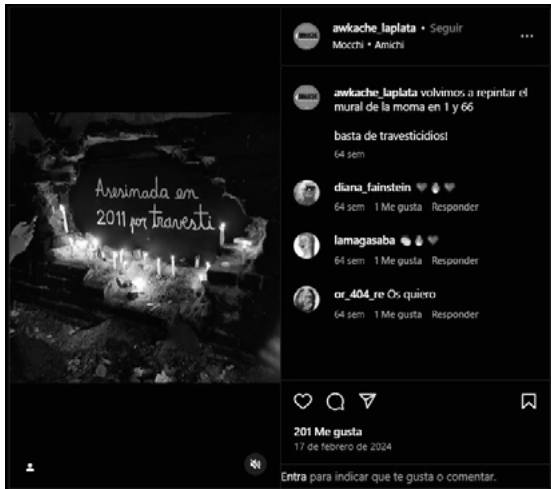 awkache_laplata • Seguir
Mocchi • Amichi
awkache_laplata volvimos a repintar el
mural de la moma en 1 y 66
basta de travesticidios!
64 sem
diana_fainstein
64 sem 1 Me gusta Responder
lamagasaba
64 sem 1 Me gusta Responder
or_404_re Os quiero
64 sem 1 Me gusta Responder
201 Me gusta
17 de febrero de 2024
Entra para indicar que te gusta o comentar.
Asesinada en
2011 por travesti